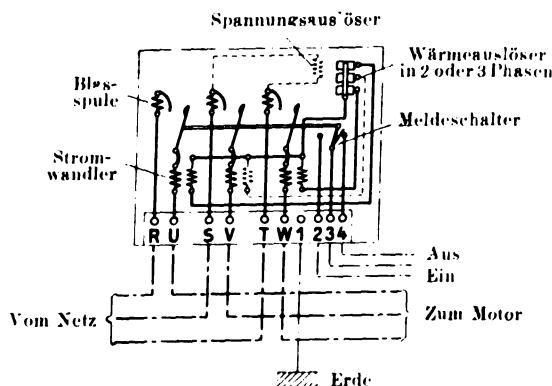 Spannungsauslöser
Blas-
spule
Wärmeauslöser
in 2 oder 3 Phasen
Meldeschalter
Strom-
wandler
R U S V T W 1 2 3 4
Aus
Ein
Vom Netz
Zum Motor
Erde